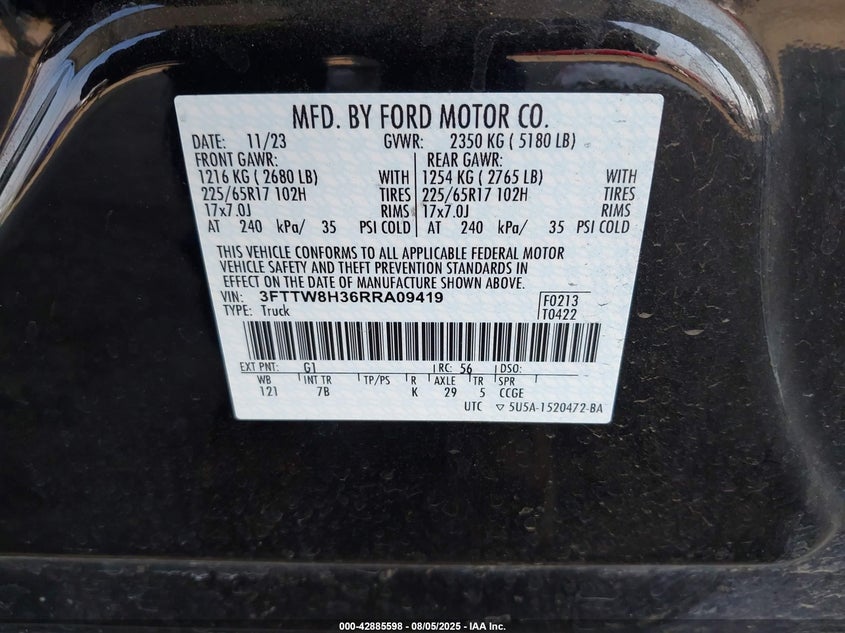 MFD. BY FORD MOTOR CO.
DATE: 11/23 GVWR: 2350 KG ( 5180 LB)
FRONT GAWR: REAR GAWR:
1216 KG ( 2680 LB) WITH 1254 KG ( 2765 LB) WITH
225/65R17 102H TIRES 225/65R17 102H TIRES
17x7.0J RIMS 17x7.0J RIMS
AT 240 kPa/ 35 PSI COLD AT 240 kPa/ 35 PSI COLD
THIS VEHICLE CONFORMS TO ALL APPLICABLE FEDERAL MOTOR
VEHICLE SAFETY AND THEFT PREVENTION STANDARDS IN
EFFECT ON THE DATE OF MANUFACTURE SHOWN ABOVE.
VIN: 3FTTW8H36RRA09419 F0213
TYPE: Truck T0422
EXT PNT: G1 RC: 56 DSO:
WB INT TR TP/PS R AXLE TR SPR
121 7B K 29 5 CCGE
UTC ▽ 5U5A-1520472-BA
000-42885598 - 08/05/2025 - IAA Inc.